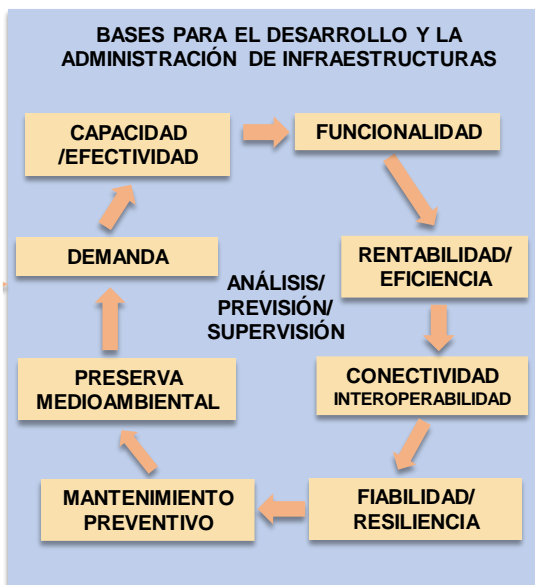 BASES PARA EL DESARROLLO Y LA
ADMINISTRACIÓN DE INFRAESTRUCTURAS
CAPACIDAD
/EFECTIVIDAD
FUNCIONALIDAD
RENTABILIDAD/
EFICIENCIA
CONECTIVIDAD
INTEROPERABILIDAD
FIABILIDAD/
RESILIENCIA
MANTENIMIENTO
PREVENTIVO
PRESERVA
MEDIOAMBIENTAL
DEMANDA
ANÁLISIS/
PREVISIÓN/
SUPERVISIÓN